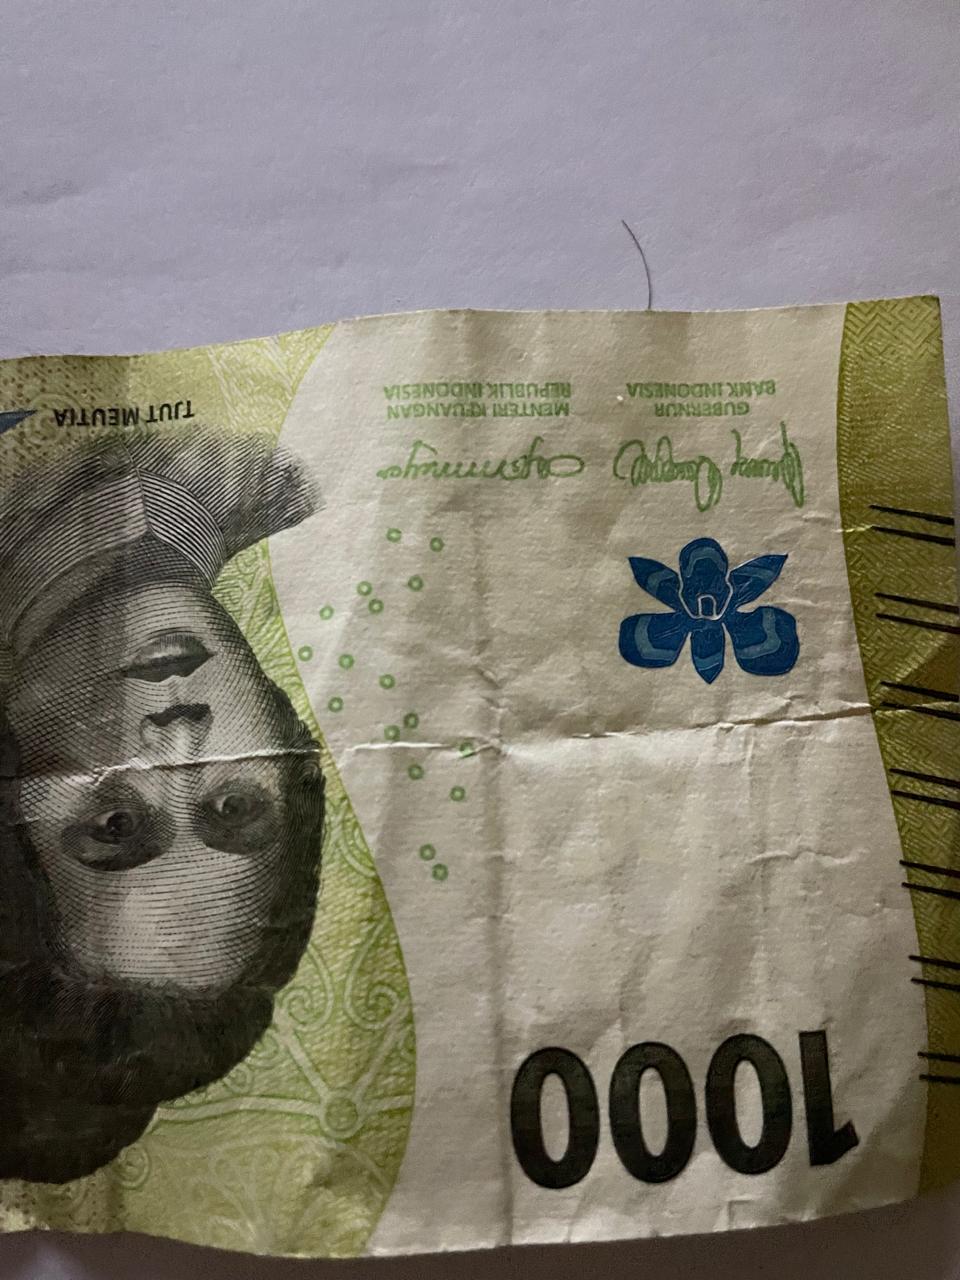 1000
GUBERNUR
BANK INDONESIA
MENTERI KEUANGAN
REPUBLIK INDONESIA
TJUT MEUTIA